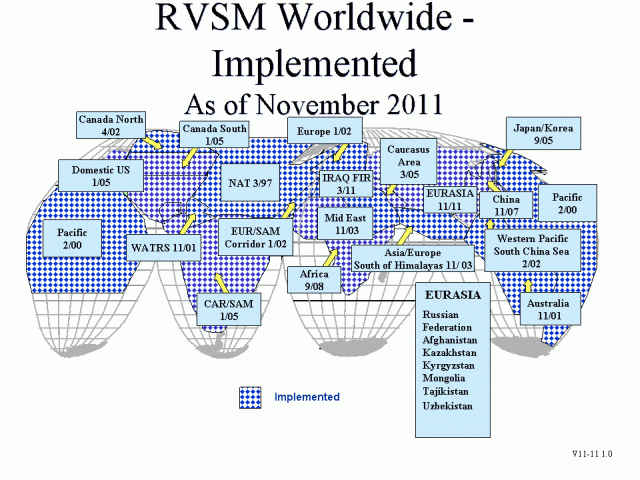 RVSM Worldwide -
Implemented
As of November 2011
Canada North
4/02
Canada South
1/05
Europe 1/02
Japan/Korea
9/05
Caucasus
Area
3/05
Domestic US
1/05
NAT 3/97
IRAQ FIR
3/11
EURASIA
11/11
China
11/07
Pacific
2/00
Pacific
2/00
WATRS 11/01
EUR/SAM
Corridor 1/02
Mid East
11/03
Asia/Europe
South of Himalayas 11/ 03
Western Pacific
South China Sea
2/02
Africa
9/08
CAR/SAM
1/05
Australia
11/01
EURASIA
Russian
Federation
Afghanistan
Kazakhstan
Kyrgyzstan
Mongolia
Tajikistan
Uzbekistan
Implemented
V11-11 1.0